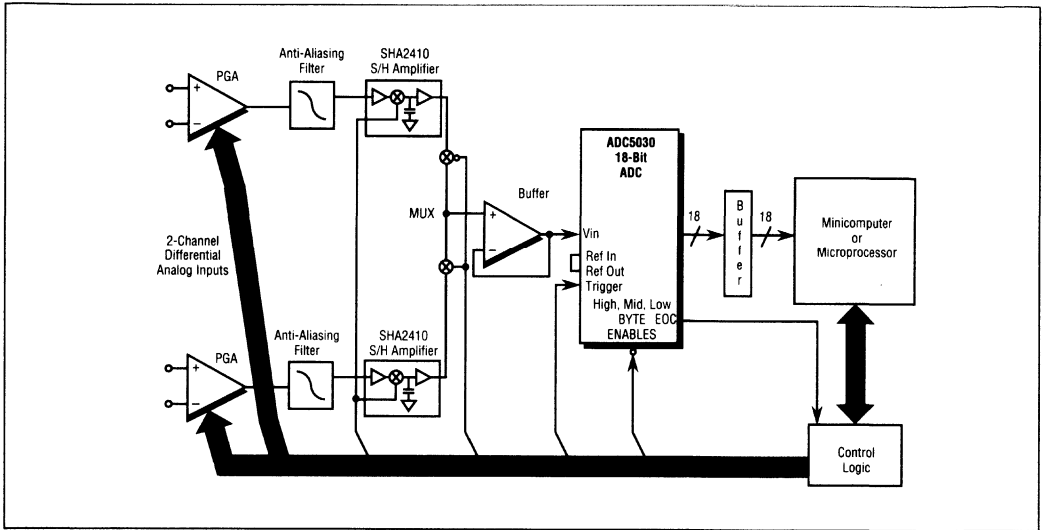 Anti-Aliasing
Filter
SHA2410
S/H Amplifier
PGA
+
−
2-Channel
Differential
Analog Inputs
MUX
Buffer
+
−
ADC5030
18-Bit
ADC
Vin
Ref In
Ref Out
Trigger
High, Mid, Low
BYTE EOC
ENABLES
18
Buffer
18
Minicomputer
or
Microprocessor
Anti-Aliasing
Filter
SHA2410
S/H Amplifier
PGA
+
−
Control
Logic